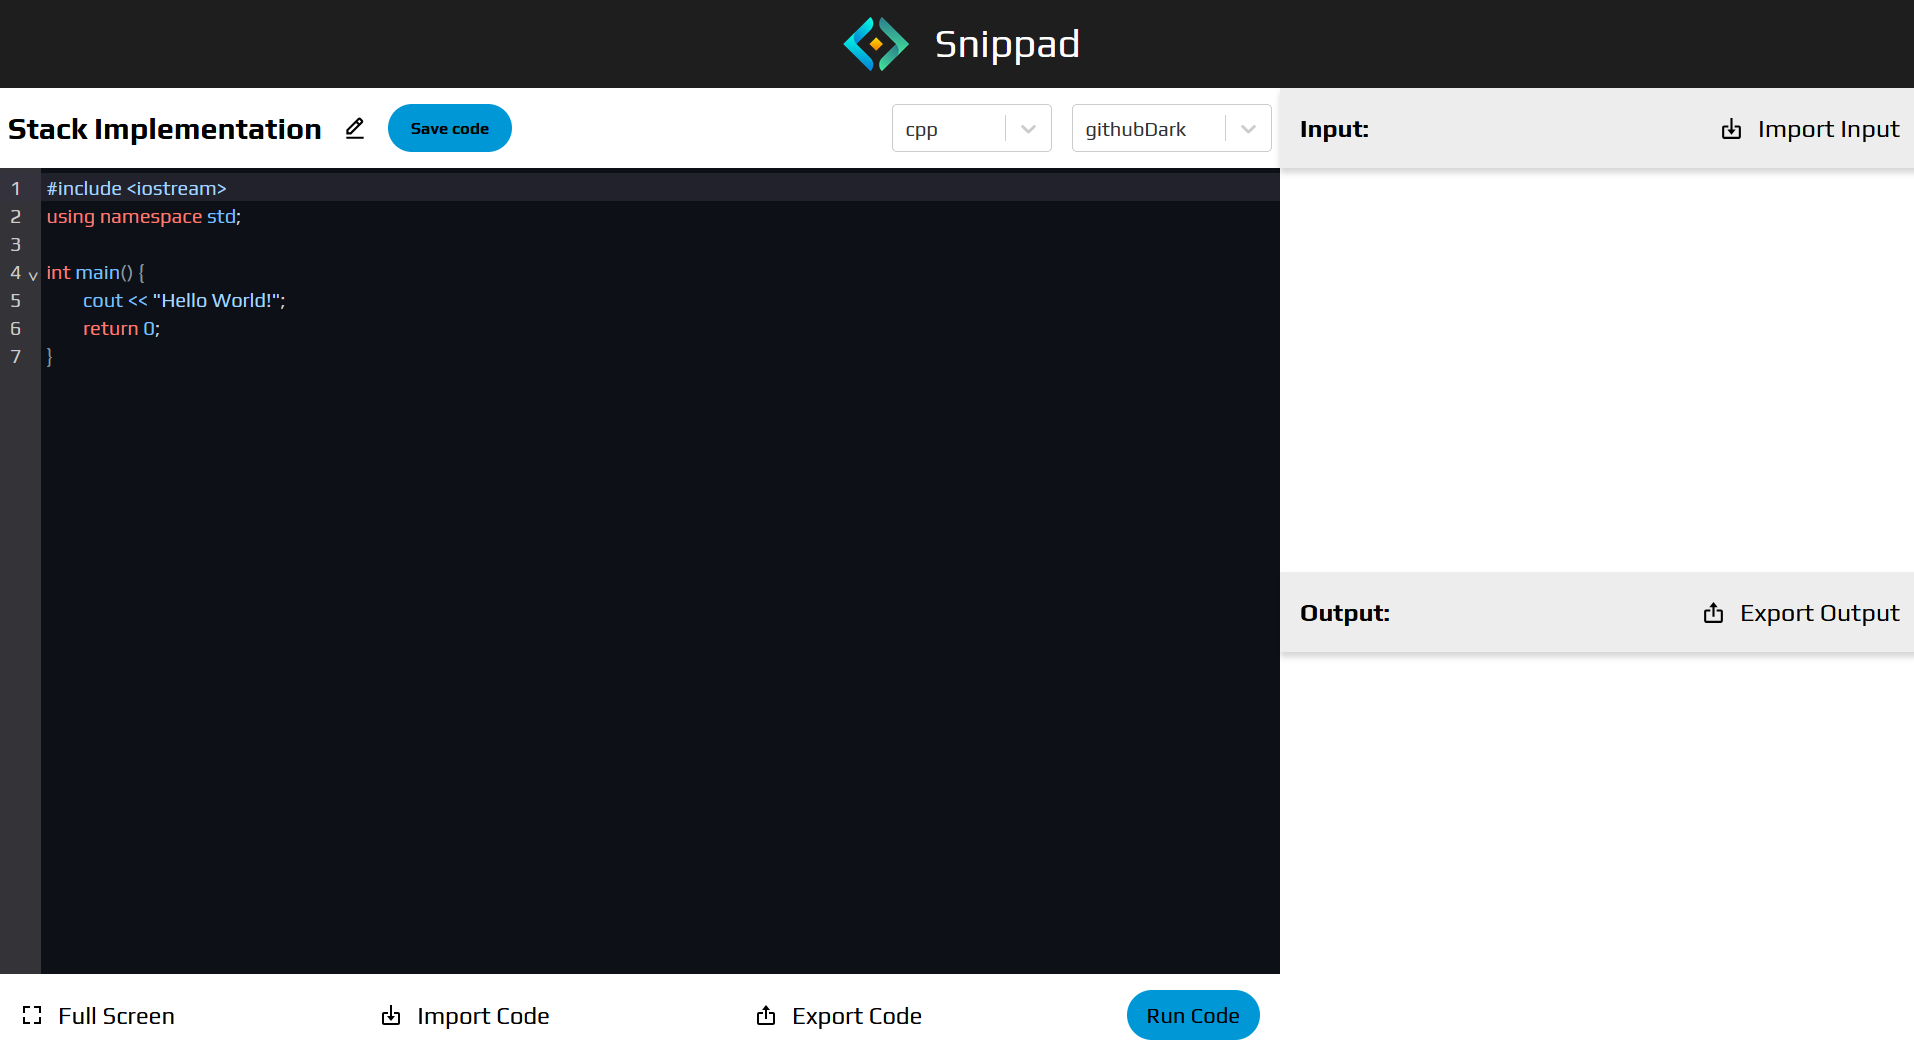 Snippad
Stack Implementation
Save code
cpp
githubDark
Input:
Import Input
1 #include <iostream>
2 using namespace std;
3
4 int main() {
5 cout << "Hello World!";
6 return 0;
7 }
Output:
Export Output
Full Screen
Import Code
Export Code
Run Code